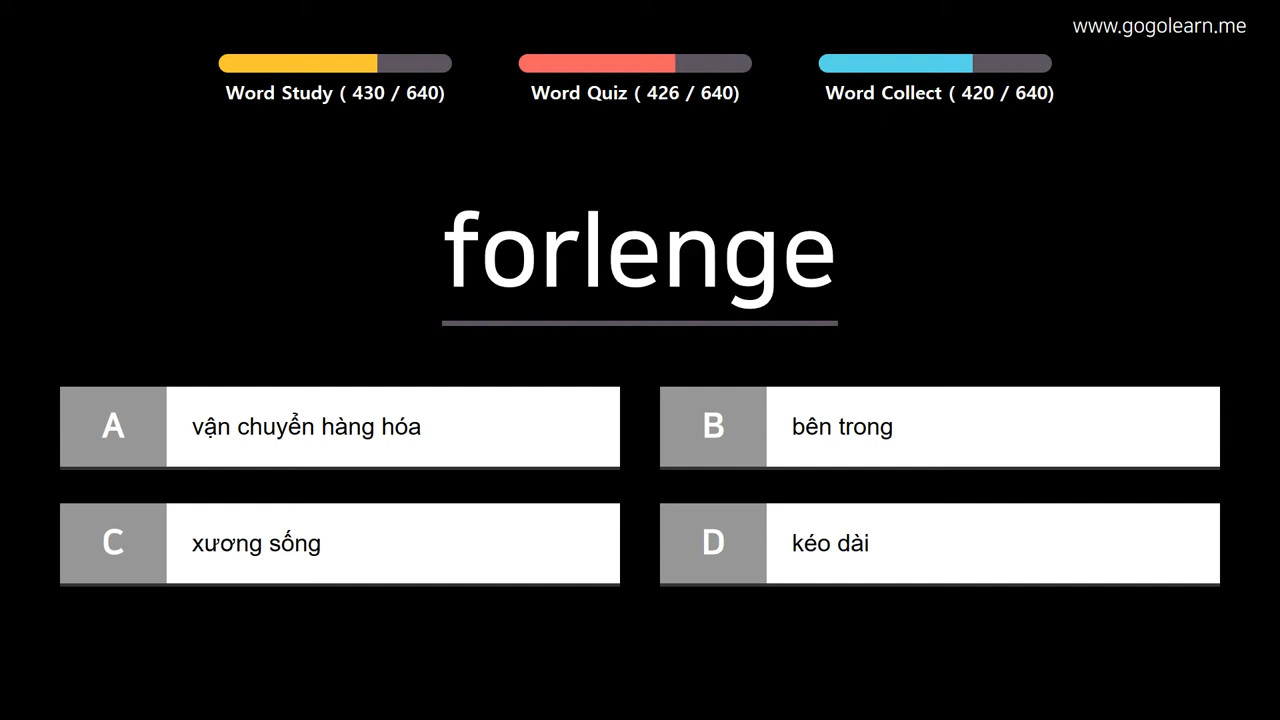 www.gogolearn.me
Word Study ( 430 / 640)
Word Quiz ( 426 / 640)
Word Collect ( 420 / 640)
forlenge
A vận chuyển hàng hóa
B bên trong
C xương sống
D kéo dài